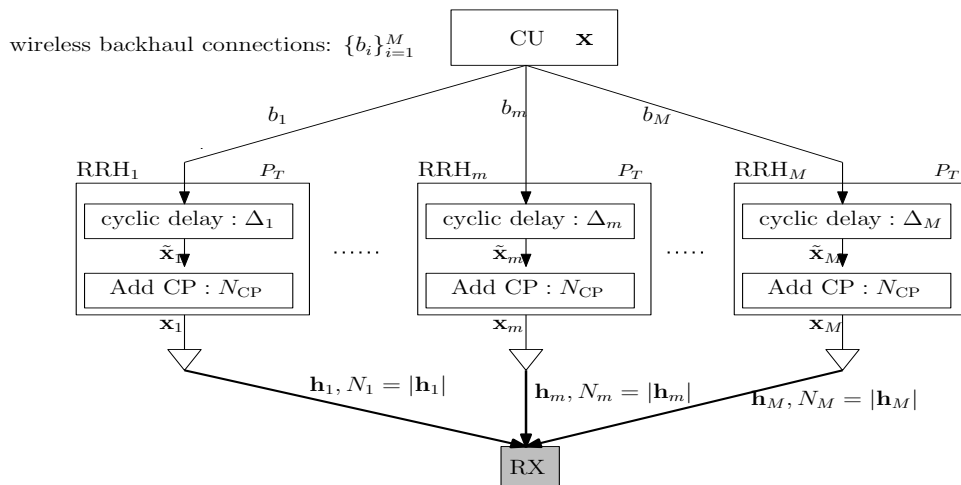 CU x
wireless backhaul connections: {b_i}_{i=1}^{M}
b_1 b_m b_M
RRH_1 P_T RRH_m P_T RRH_M P_T
cyclic delay : Δ_1 cyclic delay : Δ_m cyclic delay : Δ_M
x̃_1 ...... x̃_m ..... x̃_M
Add CP : N_CP Add CP : N_CP Add CP : N_CP
x_1 x_m x_M
h_1, N_1 = |h_1| h_m, N_m = |h_m| h_M, N_M = |h_M|
RX